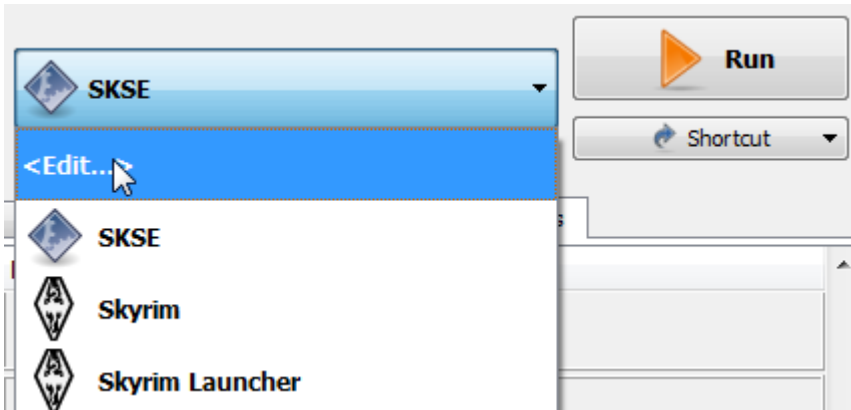 SKSE
Run
Shortcut
<Edit...>
SKSE
Skyrim
Skyrim Launcher